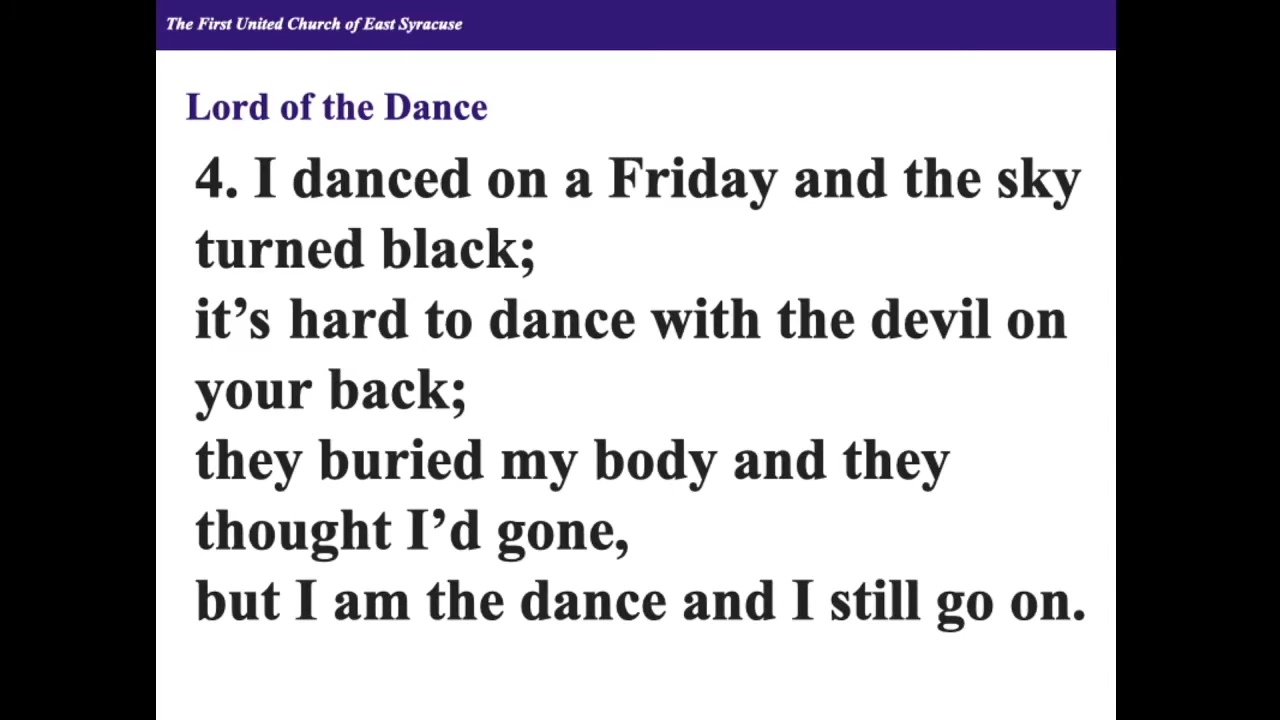 The First United Church of East Syracuse
Lord of the Dance
4. I danced on a Friday and the sky
turned black;
it’s hard to dance with the devil on
your back;
they buried my body and they
thought I’d gone,
but I am the dance and I still go on.